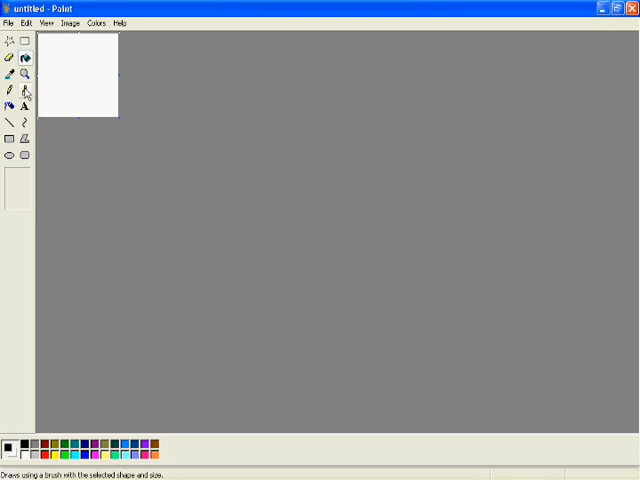 untitled - Paint
File Edit View Image Colors Help
A
Draws using a brush with the selected shape and size.